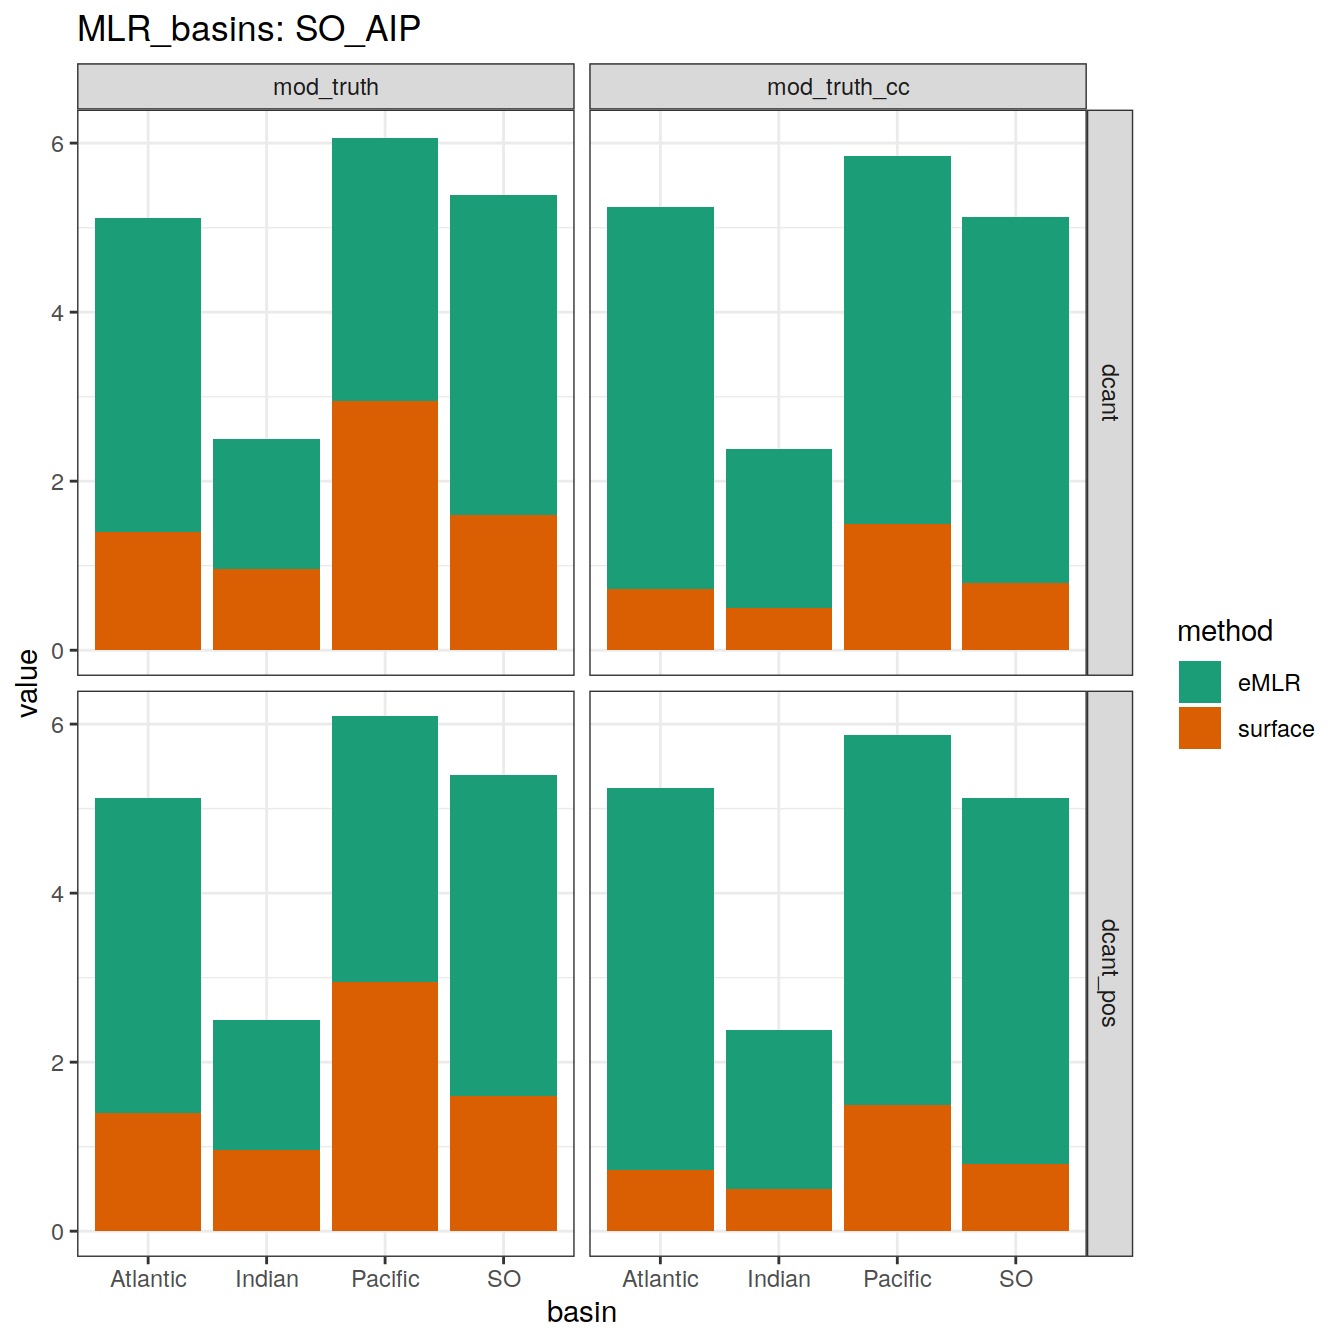 MLR_basins: SO_AIP
mod_truth
mod_truth_cc
6
4
2
0
dcant
6
4
2
0
dcant_pos
value
Atlantic Indian Pacific SO
Atlantic Indian Pacific SO
basin
method
eMLR
surface